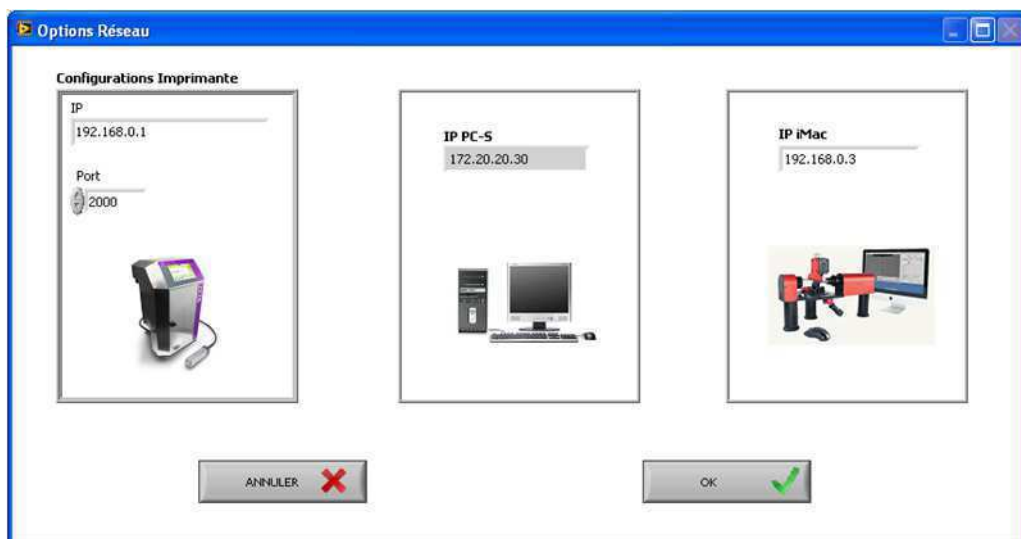 Options Réseau
Configurations Imprimante
IP
192.168.0.1
Port
2000
IP PC-S
172.20.20.30
IP iMac
192.168.0.3
ANNULER
OK